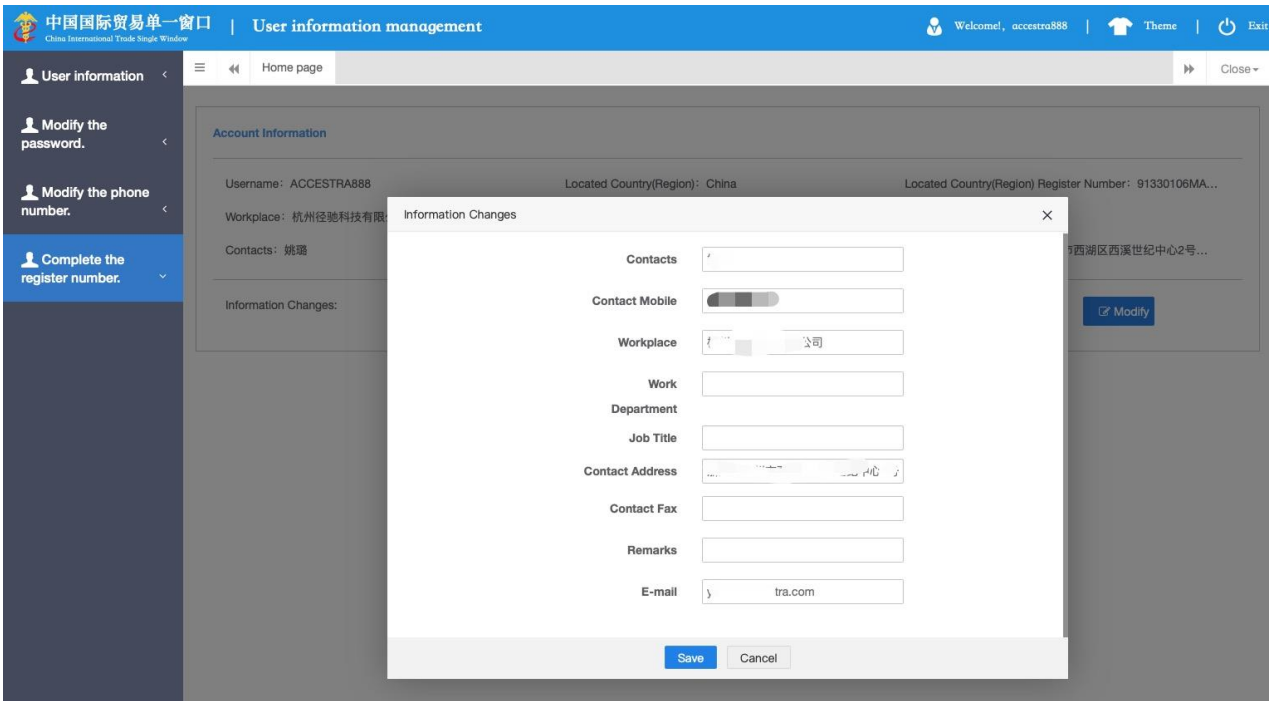 中国国际贸易单一窗口 | User information management
China International Trade Single Window
Welcome!, accestra888 | Theme | Exit
User information
Home page
Close
Modify the
password.
Modify the phone
number.
Complete the
register number.
Account Information
Username: ACCESTRA888
Located Country(Region): China
Located Country(Region) Register Number: 91330106MA...
Workplace: 杭州径驰科技有限
Contacts: 姚璐
西湖区西溪世纪中心2号...
Information Changes:
Modify
Information Changes
Contacts
Contact Mobile
Workplace 公司
Work
Department
Job Title
Contact Address 中心
Contact Fax
Remarks
E-mail tra.com
Save Cancel